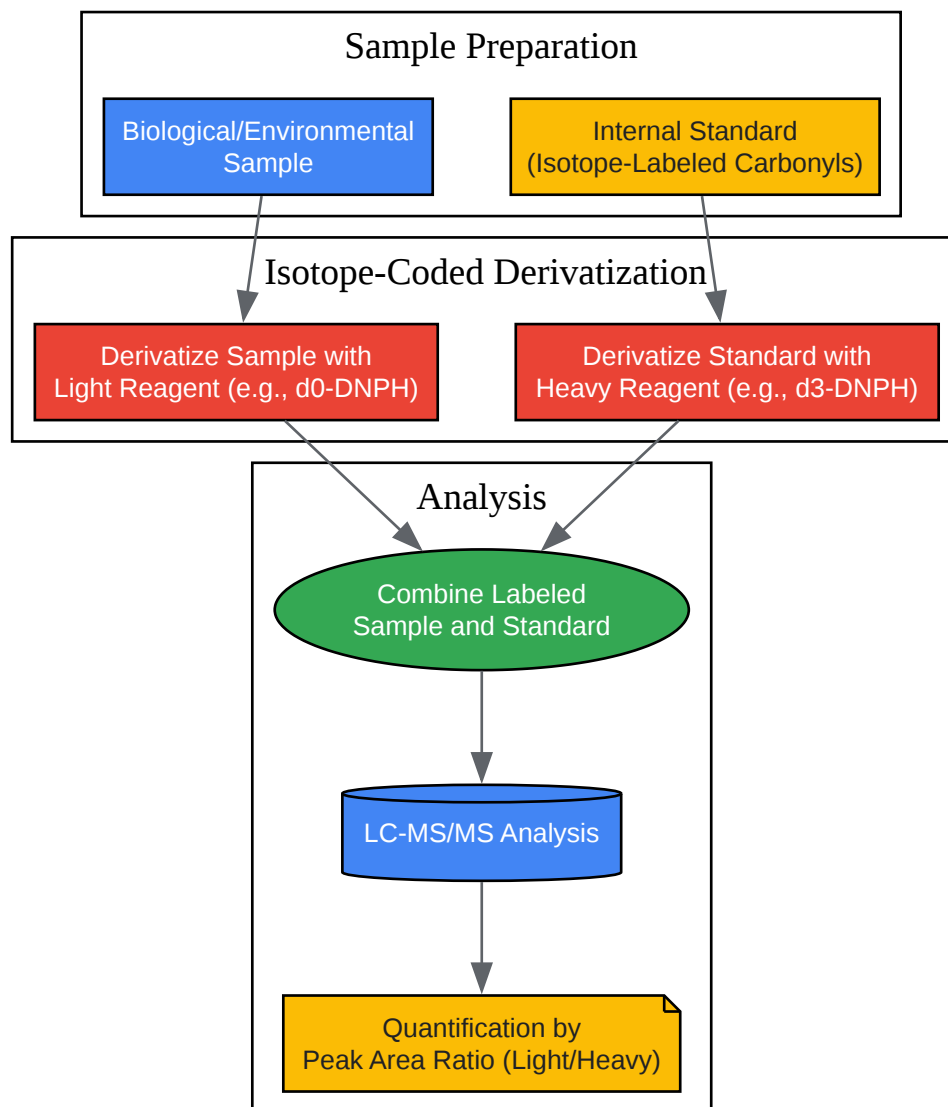 Sample Preparation
Biological/Environmental
Sample
Internal Standard
(Isotope-Labeled Carbonyls)
Isotope-Coded Derivatization
Derivatize Sample with
Light Reagent (e.g., d0-DNPH)
Derivatize Standard with
Heavy Reagent (e.g., d3-DNPH)
Analysis
Combine Labeled
Sample and Standard
LC-MS/MS Analysis
Quantification by
Peak Area Ratio (Light/Heavy)